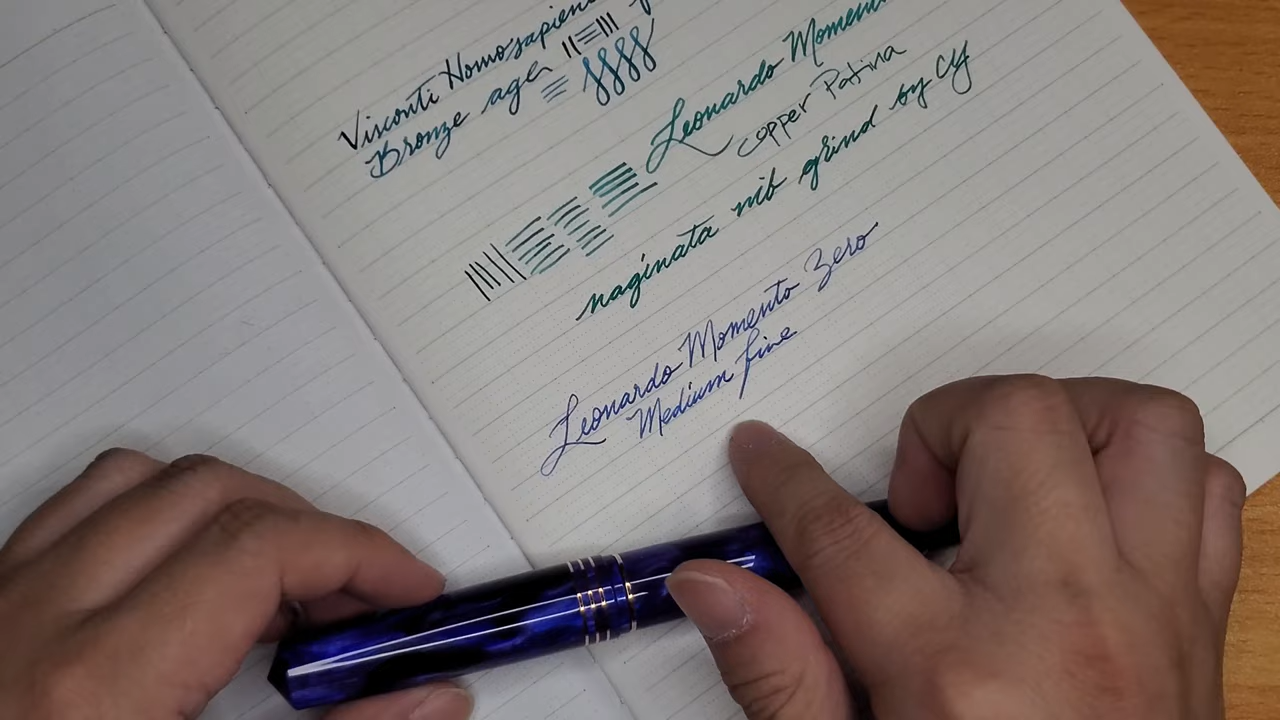 Visconti Homosapiens
Bronze age
Leonardo Momento
copper Patina
naginata nib grind by CY
Leonardo Momento Zero
Medium fine